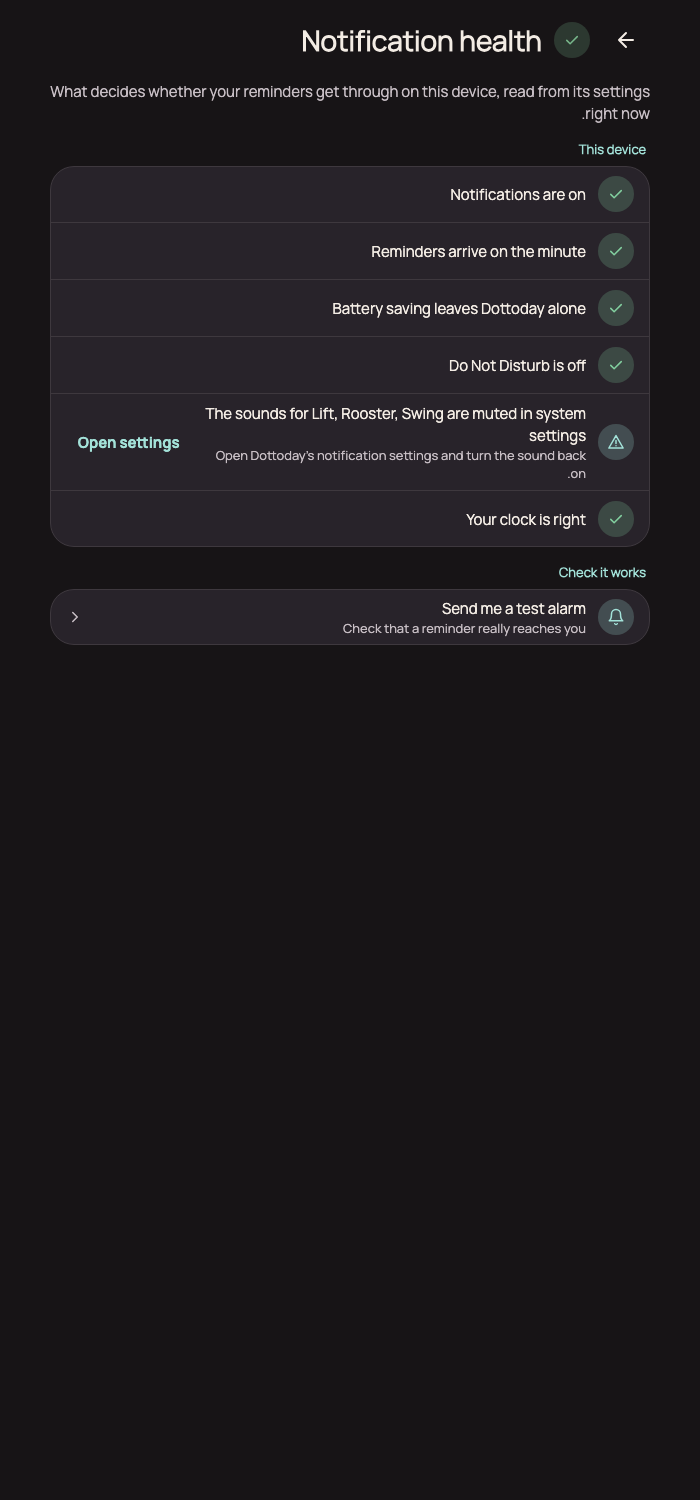 Notification health
What decides whether your reminders get through on this device, read from its settings
.right now
This device
Notifications are on
Reminders arrive on the minute
Battery saving leaves Dottoday alone
Do Not Disturb is off
The sounds for Lift, Rooster, Swing are muted in system
settings
Open Dottoday's notification settings and turn the sound back
.on
Open settings
Your clock is right
Check it works
Send me a test alarm
Check that a reminder really reaches you